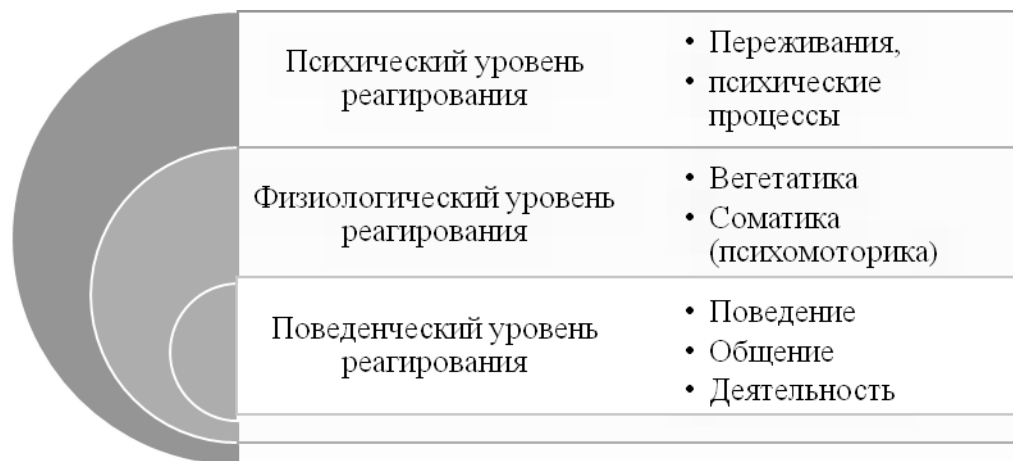 Психический уровень
реагирования
• Переживания,
• психические
процессы
Физиологический уровень
реагирования
• Вегетатика
• Соматика
(психомоторика)
Поведенческий уровень
реагирования
• Поведение
• Общение
• Деятельность